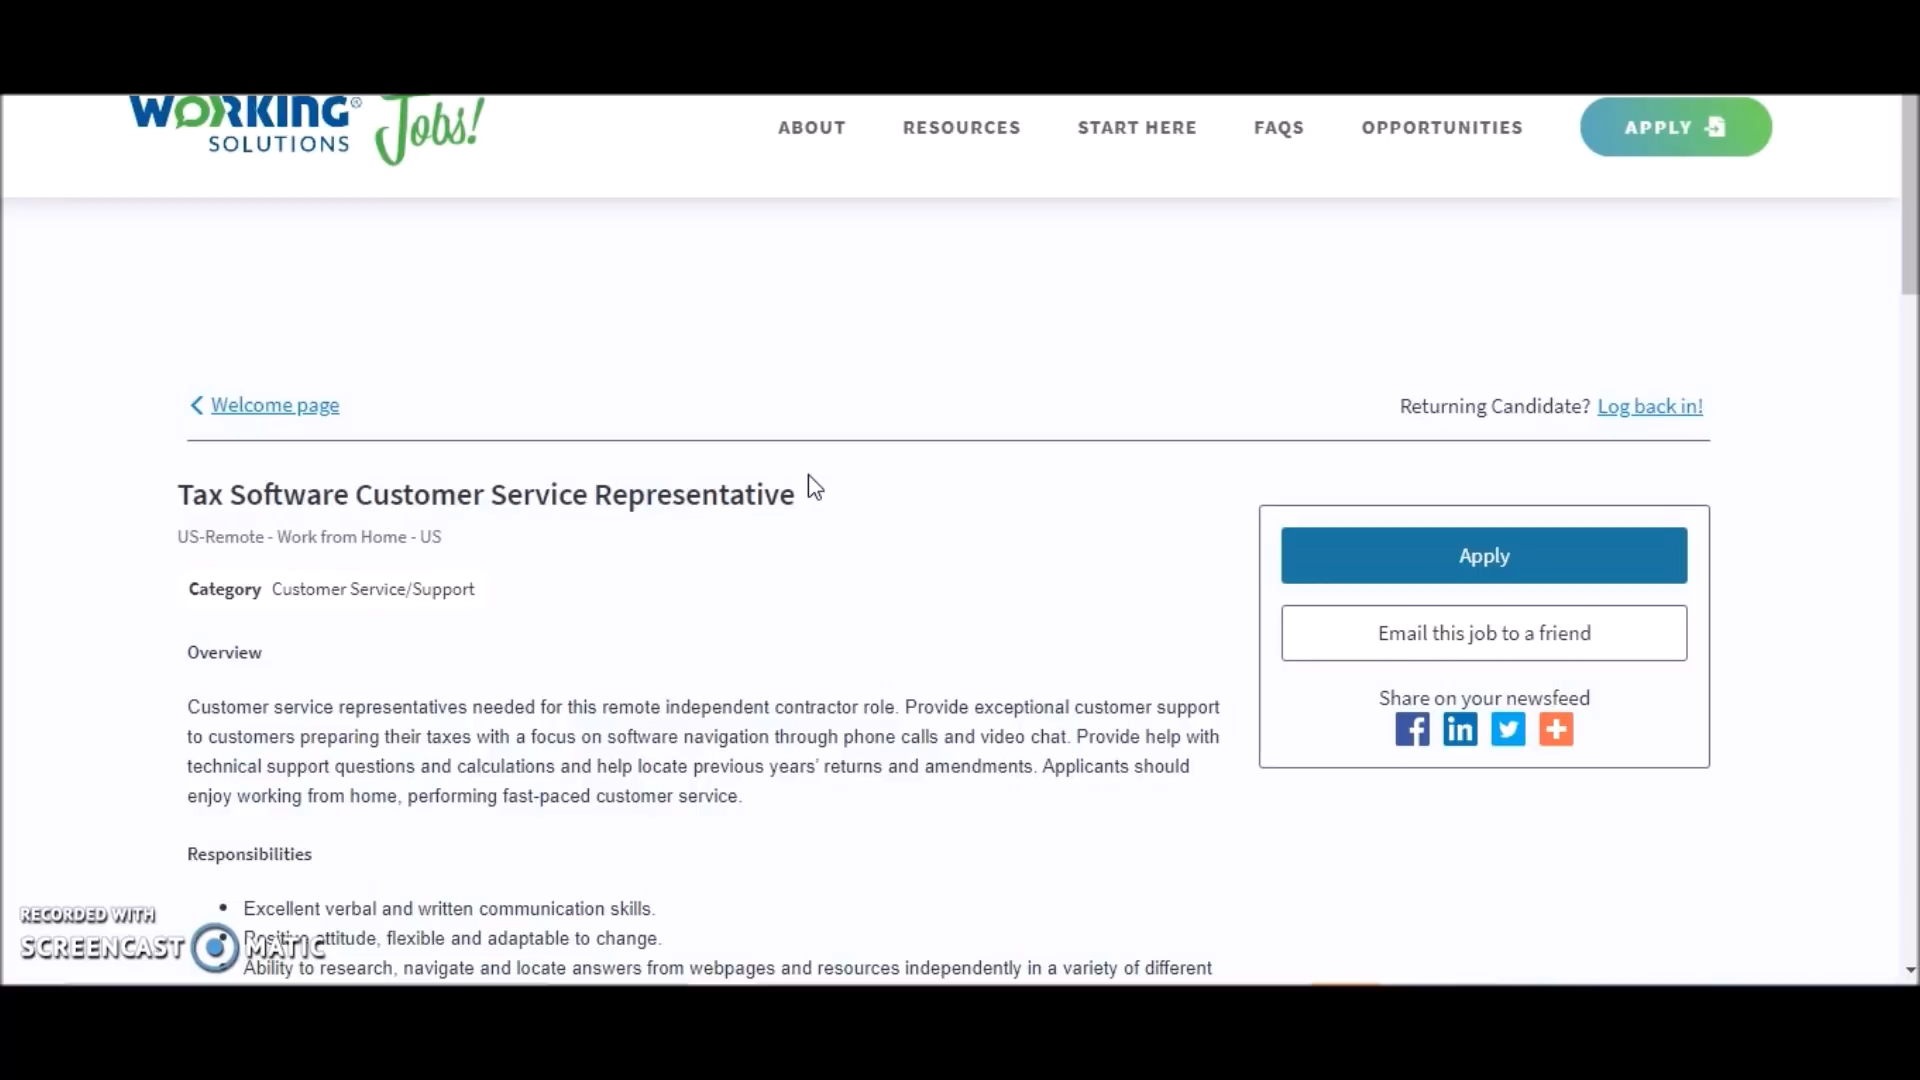 WORKING® Jobs!
SOLUTIONS
ABOUT RESOURCES START HERE FAQS OPPORTUNITIES APPLY
Welcome page
Returning Candidate? Log back in!
Tax Software Customer Service Representative
US-Remote - Work from Home - US
Category Customer Service/Support
Overview
Customer service representatives needed for this remote independent contractor role. Provide exceptional customer support
to customers preparing their taxes with a focus on software navigation through phone calls and video chat. Provide help with
technical support questions and calculations and help locate previous years’ returns and amendments. Applicants should
enjoy working from home, performing fast-paced customer service.
Responsibilities
• Excellent verbal and written communication skills.
Positive attitude, flexible and adaptable to change.
Ability to research, navigate and locate answers from webpages and resources independently in a variety of different
Apply
Email this job to a friend
Share on your newsfeed
RECORDED WITH
SCREENCAST MATIC